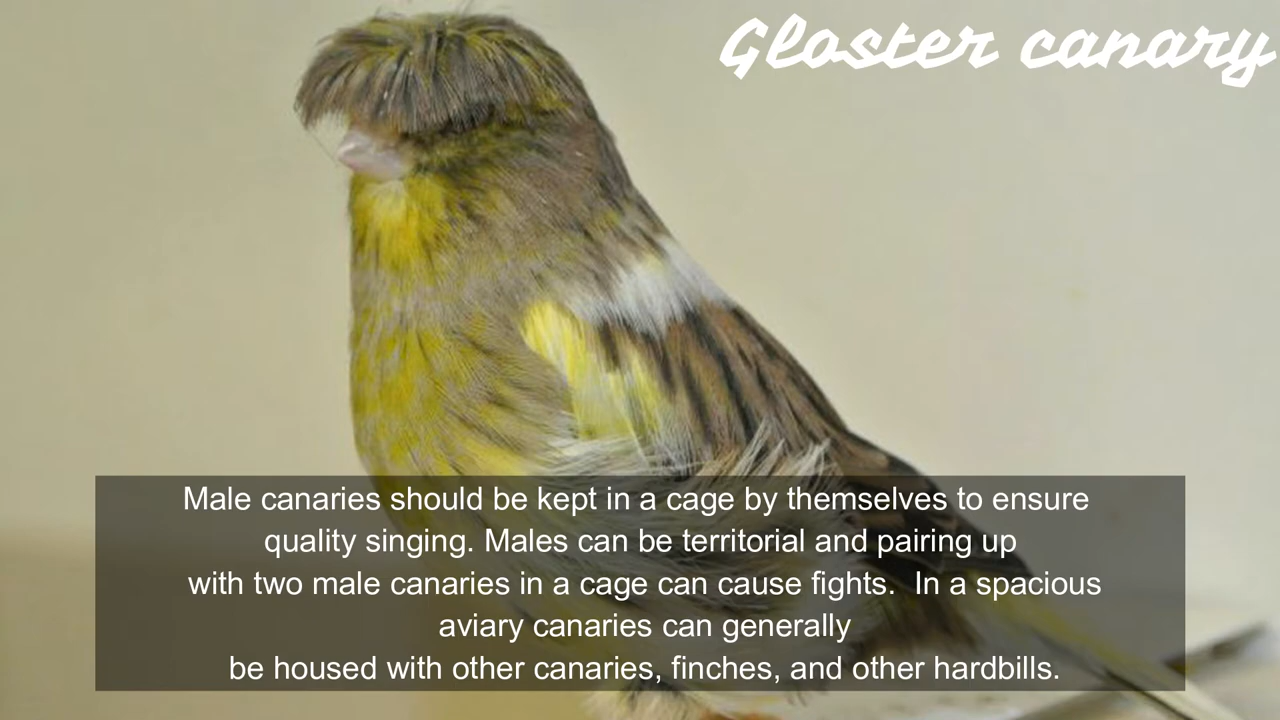 Gloster canary
Male canaries should be kept in a cage by themselves to ensure
quality singing. Males can be territorial and pairing up
with two male canaries in a cage can cause fights.  In a spacious
aviary canaries can generally
be housed with other canaries, finches, and other hardbills.